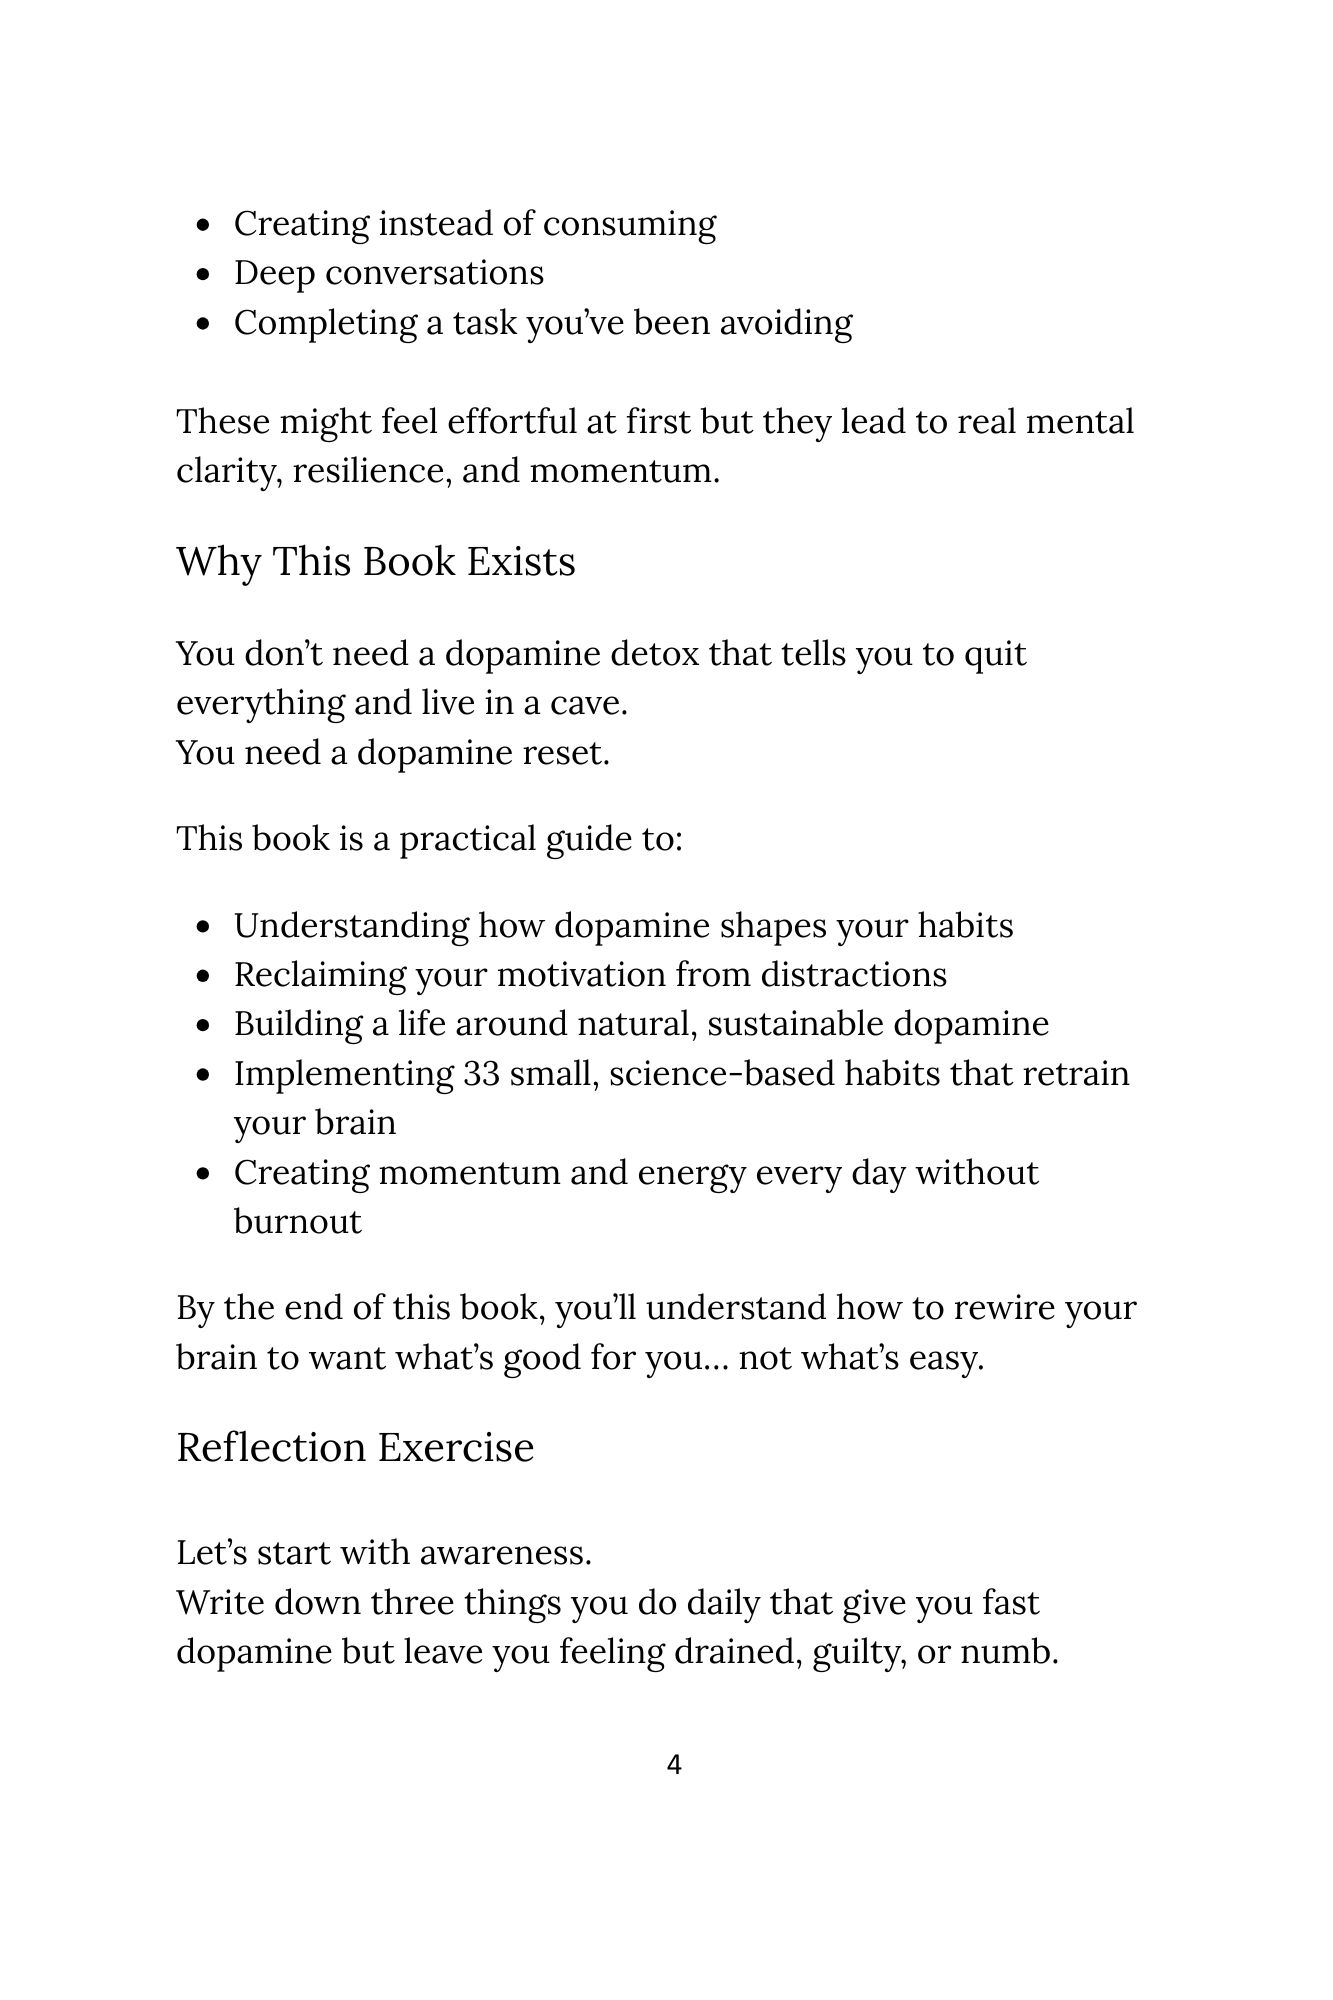 • Creating instead of consuming
• Deep conversations
• Completing a task you’ve been avoiding
These might feel effortful at first but they lead to real mental
clarity, resilience, and momentum.
Why This Book Exists
You don’t need a dopamine detox that tells you to quit
everything and live in a cave.
You need a dopamine reset.
This book is a practical guide to:
• Understanding how dopamine shapes your habits
• Reclaiming your motivation from distractions
• Building a life around natural, sustainable dopamine
• Implementing 33 small, science-based habits that retrain
your brain
• Creating momentum and energy every day without
burnout
By the end of this book, you’ll understand how to rewire your
brain to want what’s good for you… not what’s easy.
Reflection Exercise
Let’s start with awareness.
Write down three things you do daily that give you fast
dopamine but leave you feeling drained, guilty, or numb.
4